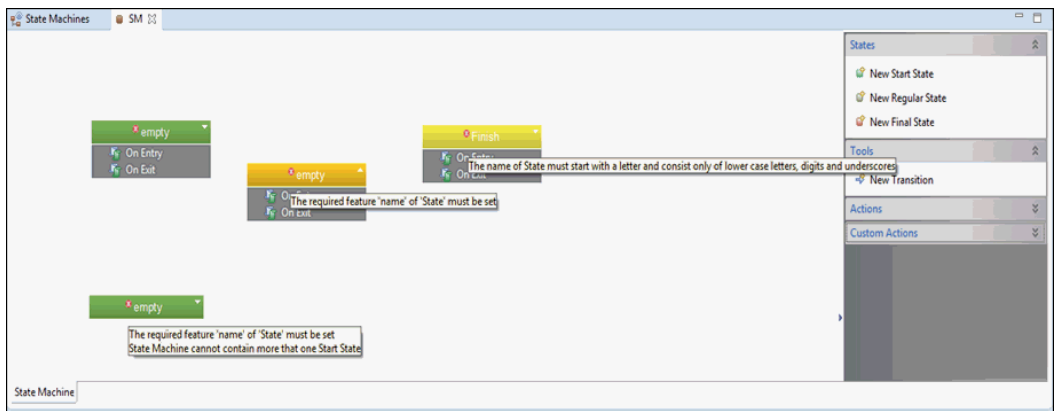 State Machines
SM
States
New Start State
New Regular State
New Final State
Tools
New Transition
Actions
Custom Actions
empty
On Entry
On Exit
empty
The required feature 'name' of 'State' must be set
On Exit
Finish
The name of State must start with a letter and consist only of lower case letters, digits and underscores
empty
The required feature 'name' of 'State' must be set
State Machine cannot contain more that one Start State
State Machine